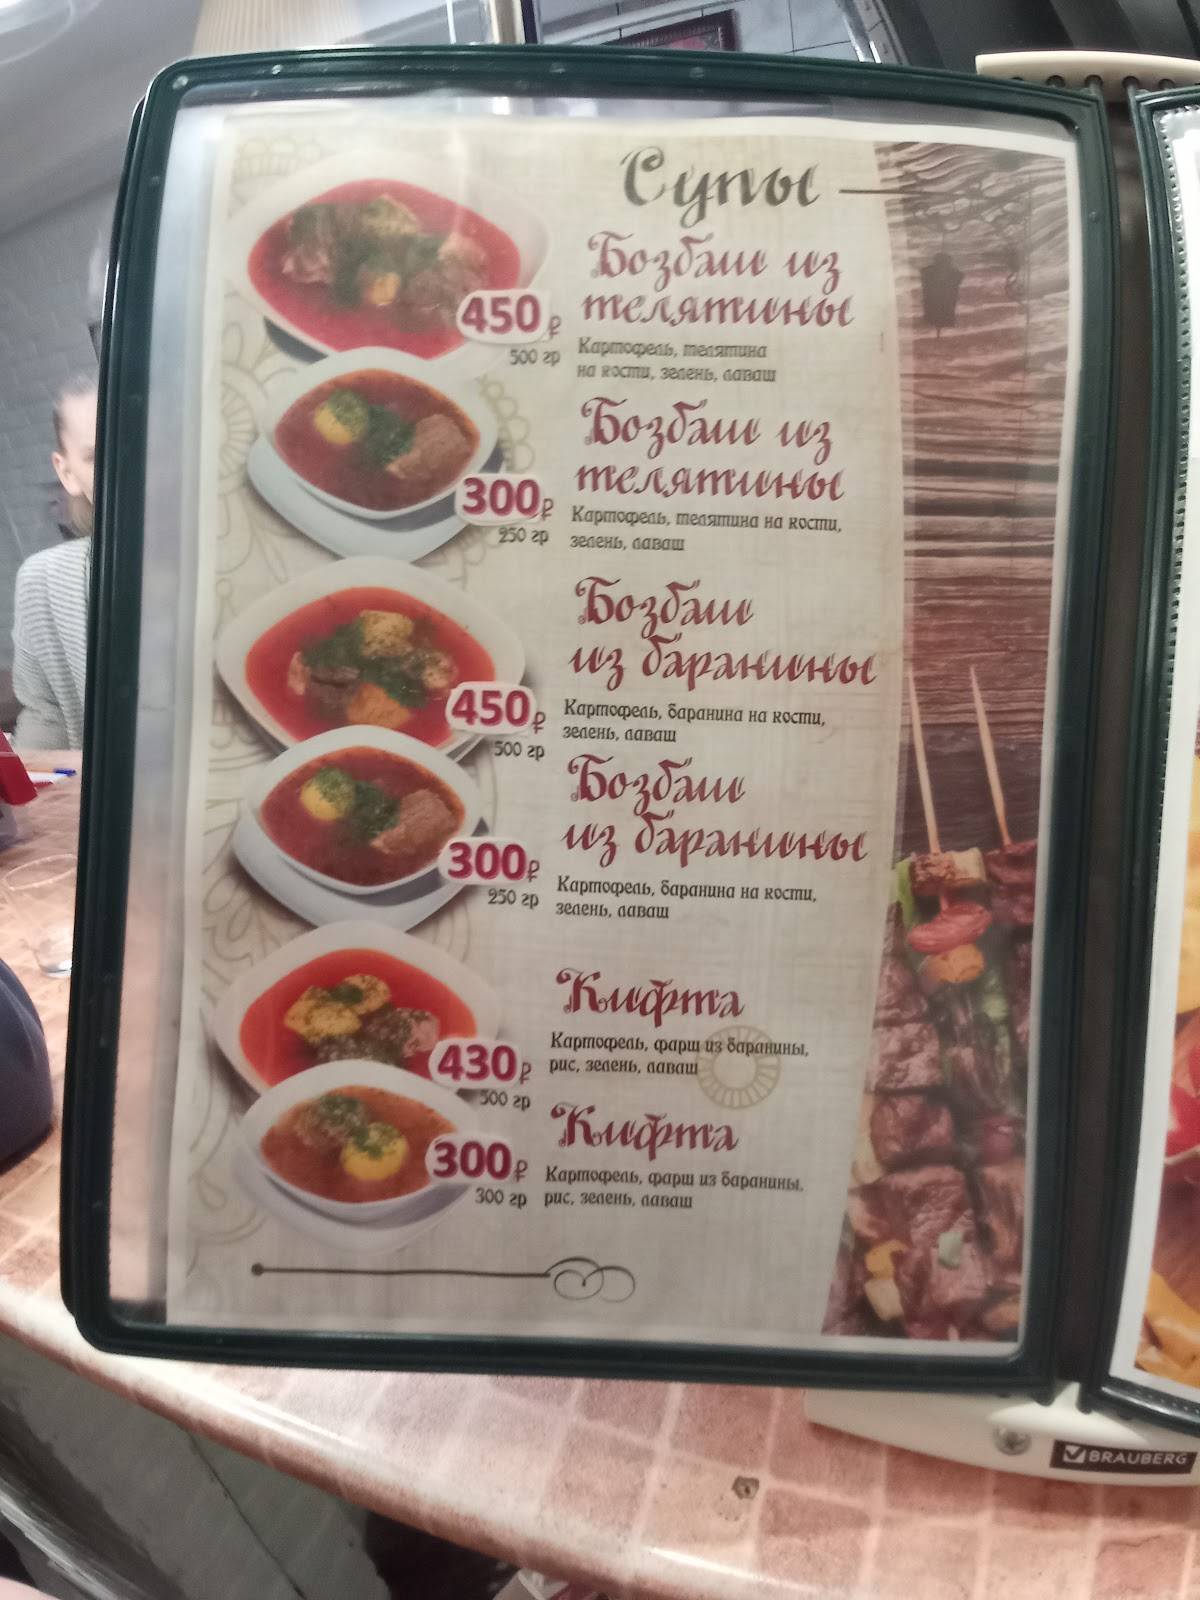 Супы
Бозбаш из
телятины
450 ₽
500 гр
Картофель, телятина
на кости, зелень, лаваш
Бозбаш из
телятины
300 ₽
250 гр
Картофель, телятина на кости,
зелень, лаваш
Бозбаш
из баранины
450 ₽
500 гр
Картофель, баранина на кости,
зелень, лаваш
Бозбаш
из баранины
300 ₽
250 гр
Картофель, баранина на кости,
зелень, лаваш
Кифта
430 ₽
500 гр
Картофель, фарш из баранины,
рис, зелень, лаваш
Кифта
300 ₽
300 гр
Картофель, фарш из баранины,
рис, зелень, лаваш
BRAUBERG